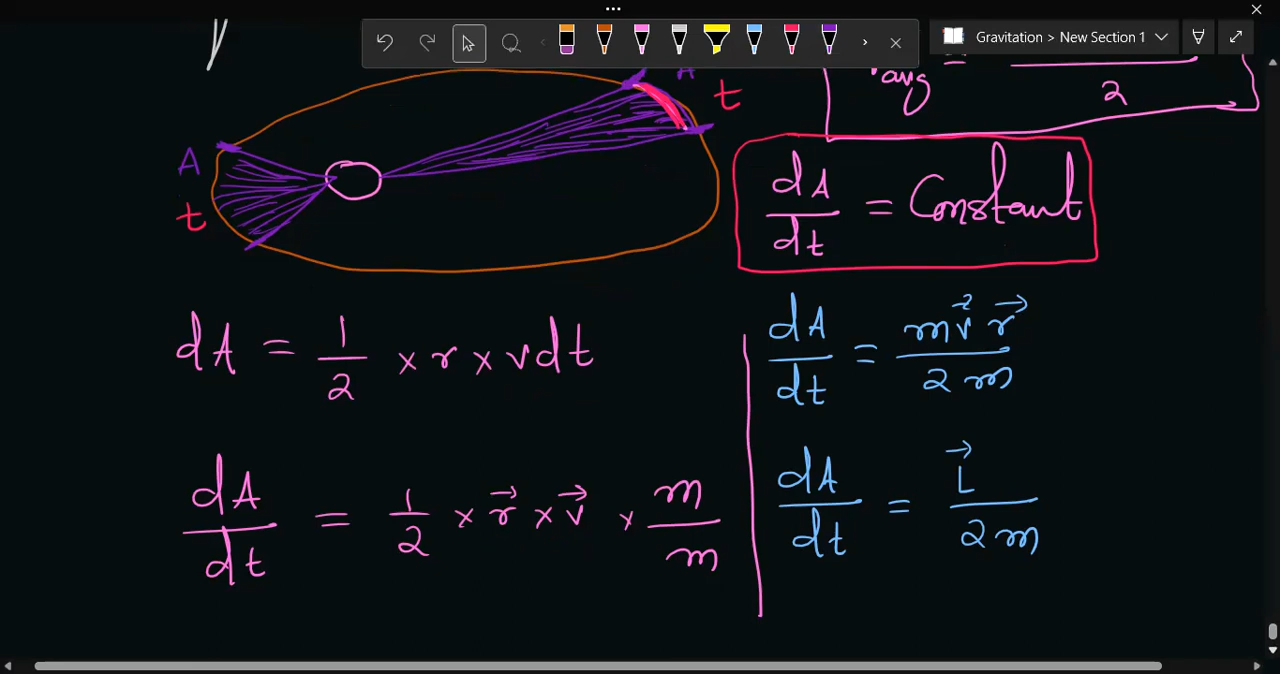 Gravitation > New Section 1
avg = 2
A
t
A
t
dA/dt = Constant
dA = 1/2 × r × vdt
dA/dt = 1/2 × r⃗ × v⃗ × m/m
dA/dt = m v⃗ r⃗ / 2m
dA/dt = L⃗ / 2m